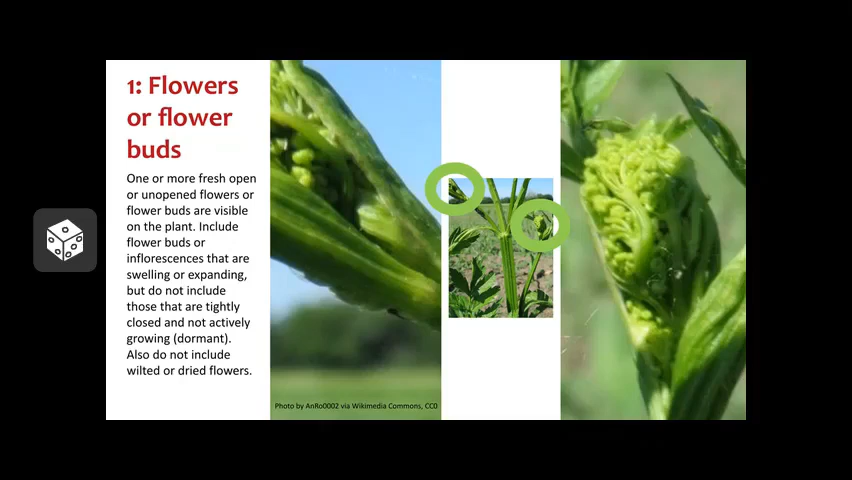 1: Flowers
or flower
buds
One or more fresh open
or unopened flowers or
flower buds are visible
on the plant. Include
flower buds or
inflorescences that are
swelling or expanding,
but do not include
those that are tightly
closed and not actively
growing (dormant).
Also do not include
wilted or dried flowers.
Photo by AnRo0002 via Wikimedia Commons, CC0